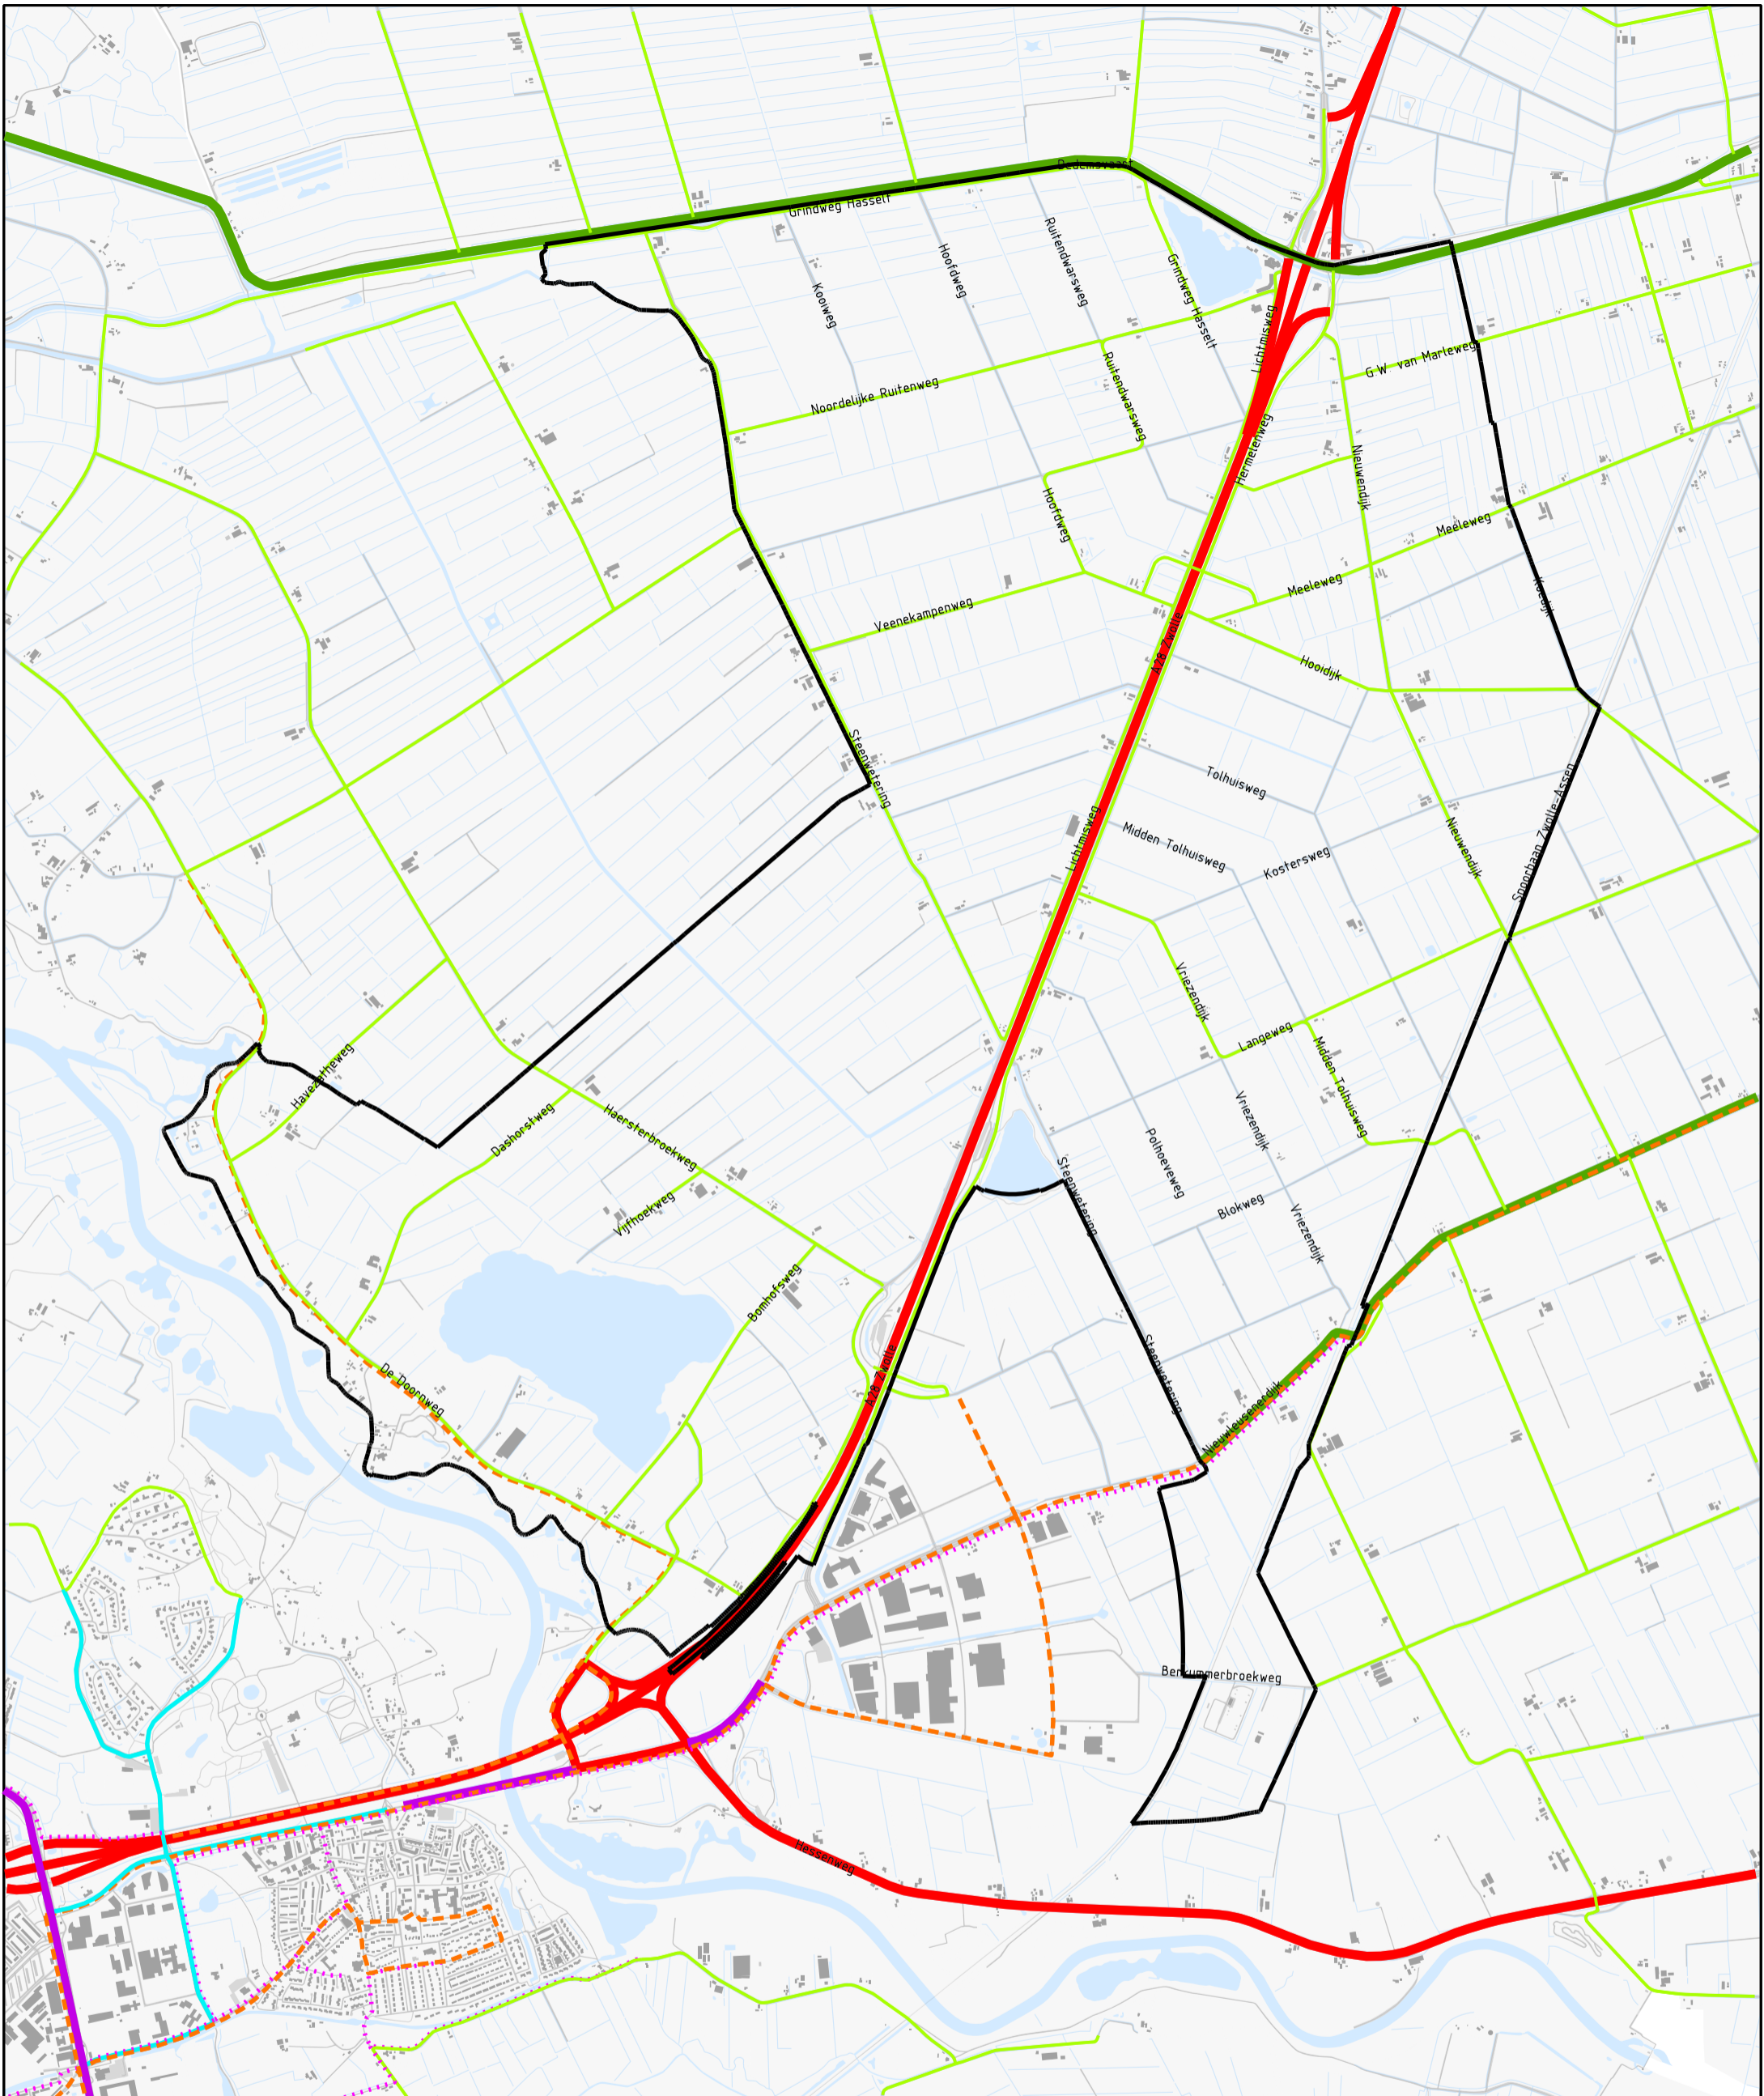 Dedemsvaart
Grindweg Hasselt
Ruitendwarsweg
Hoofdweg
Grindweg Hasselt
Kooiweg
Lichtmisweg
G W van Marleweg
Ruitendwarsweg
Noordelijke Ruitenweg
Hermelenweg
Nieuwendijk
Hoofdweg
Meeleweg
Meeleweg
Koedijk
Veenekampenweg
A28 Zwolle
Hooidijk
Steenwetering
Tolhuisweg
Spoorbaan Zwolle-Assen
Lichtmisweg
Midden Tolhuisweg
Kostersweg
Nieuwendijk
Vriezendijk
Langeweg
Midden Tolhuisweg
Havezatheweg
Dashorstweg
Haersterbroekweg
Vriezendijk
Polhoeveweg
Steenwetering
Vijfhoekweg
Blokweg
Vriezendijk
Bomhofsweg
A28 Zwolle
Steenwetering
De Doornweg
Nieuwleusenerdijk
Berkummerbroekweg
Hessenweg